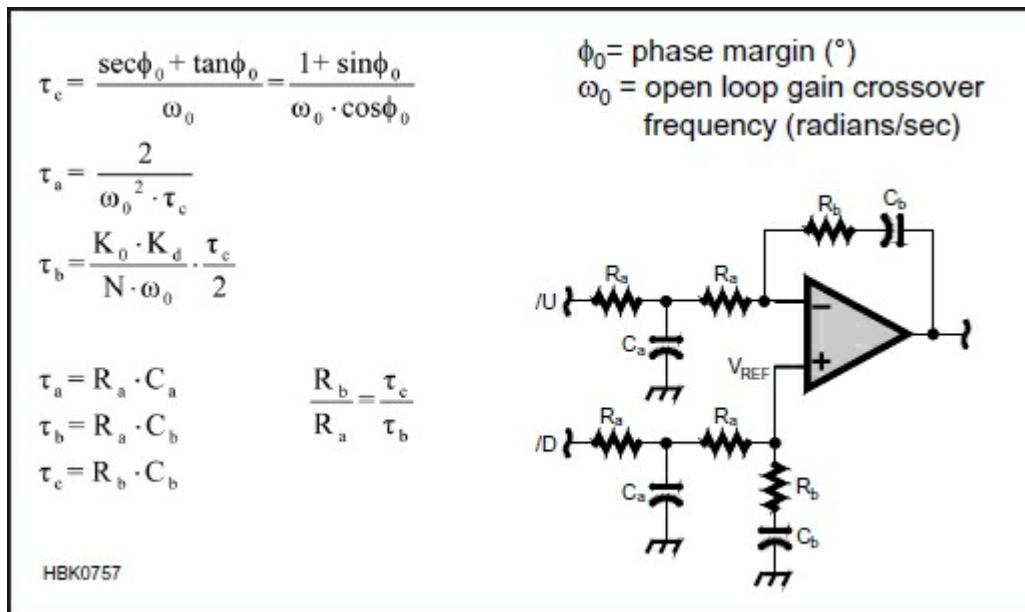 τc = (secϕ0 + tanϕ0) / ω0 = (1+ sinϕ0) / (ω0 · cosϕ0)
τa = 2 / (ω0² · τc)
τb = (K0 · Kd) / (N · ω0) · τc / 2
τa = Ra · Ca
τb = Ra · Cb
τc = Rb · Cb
Rb / Ra = τc / τb
ϕ0= phase margin (°)
ω0 = open loop gain crossover
frequency (radians/sec)
Rb
Cb
/U
Ra
Ra
Ca
−
+
VREF
/D
Ra
Ra
Ca
Rb
Cb
HBK0757